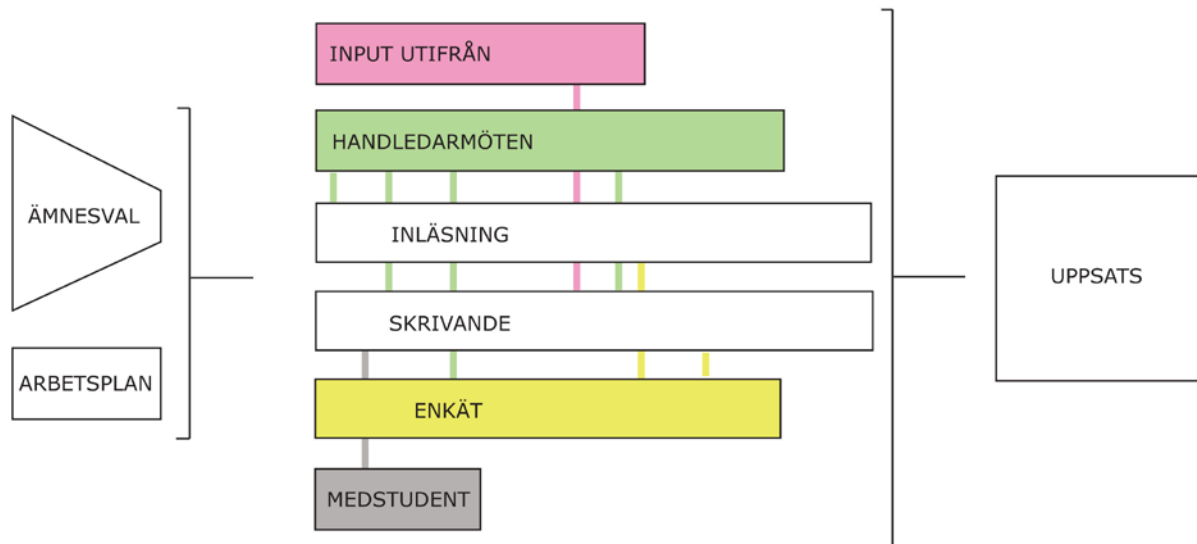 ÄMNESVAL
ARBETSPLAN
INPUT UTIFRÅN
HANDLEDARMÖTEN
INLÄSNING
SKRIVANDE
ENKÄT
MEDSTUDENT
UPPSATS